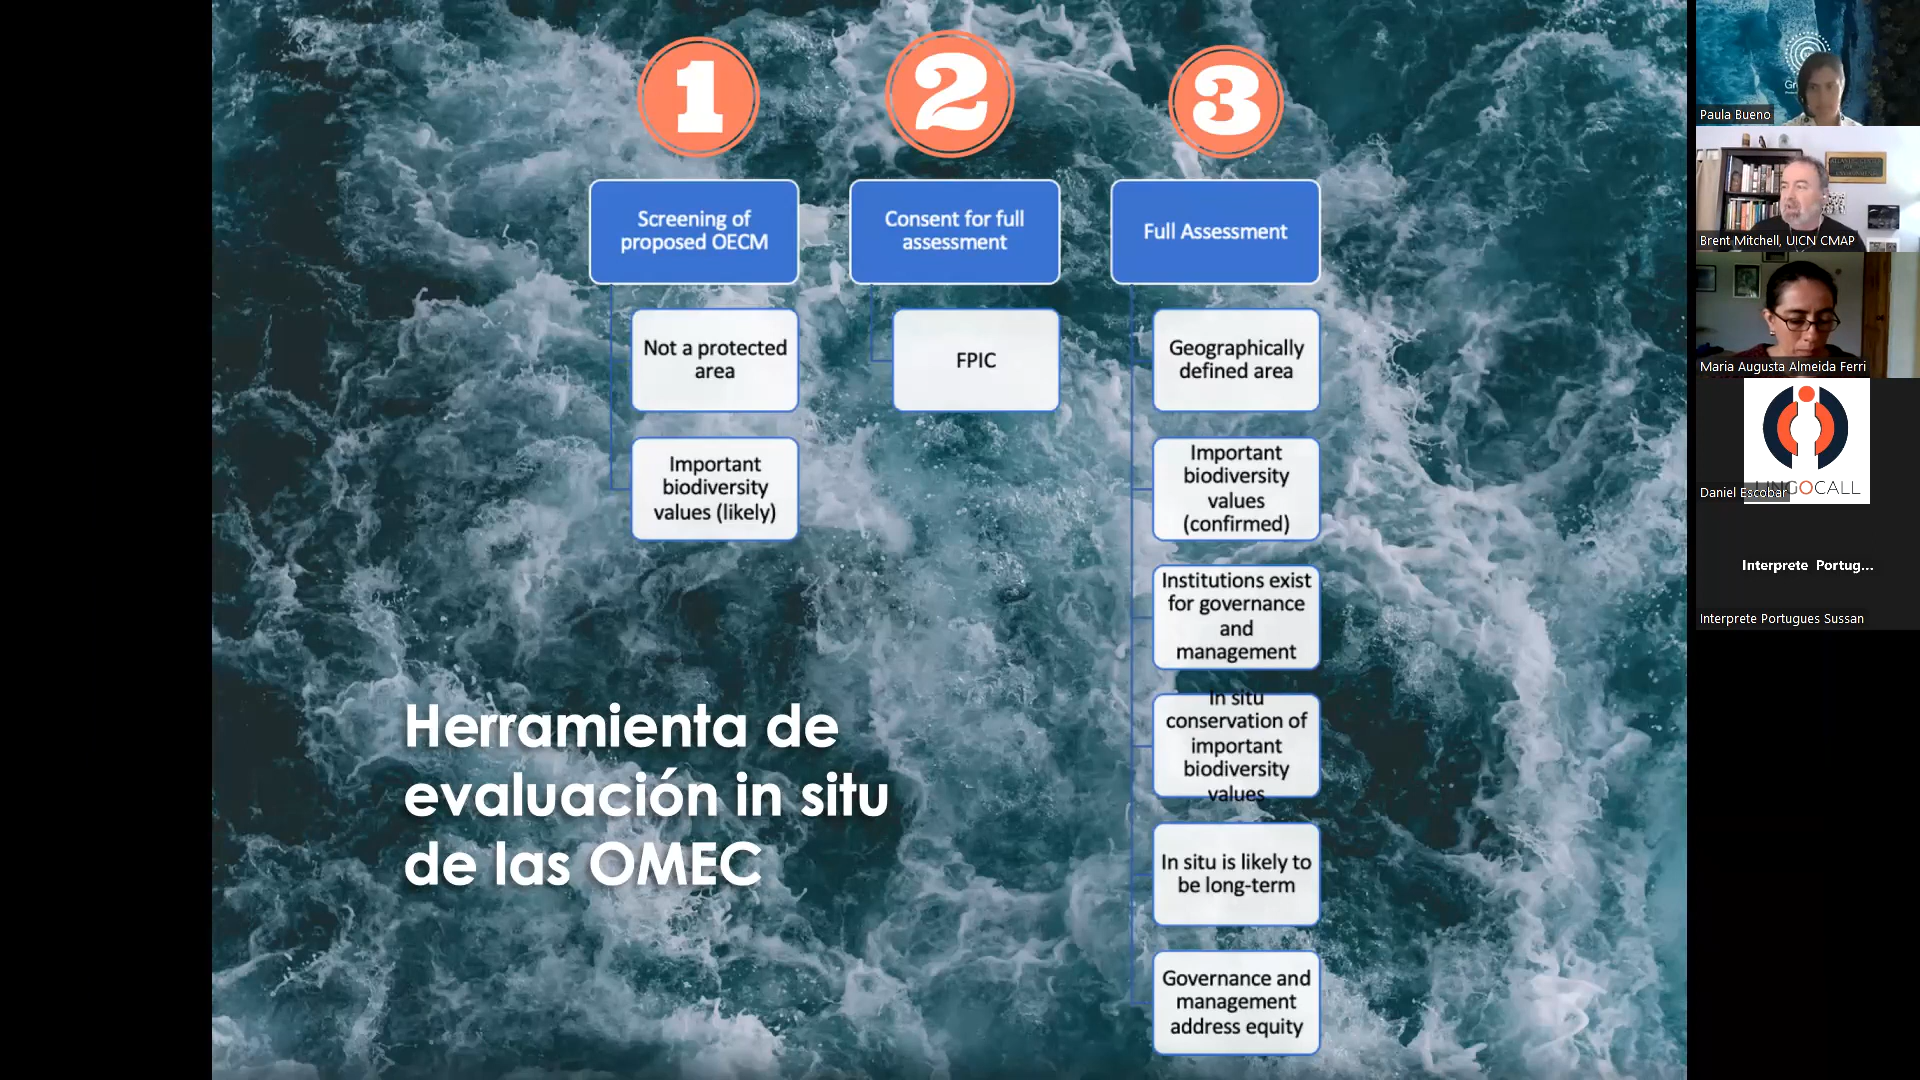 1
2
3
Screening of
proposed OECM
Not a protected
area
Important
biodiversity
values (likely)
Consent for full
assessment
FPIC
Full Assessment
Geographically
defined area
Important
biodiversity
values
(confirmed)
Institutions exist
for governance
and
management
In situ
conservation of
important
biodiversity
values
In situ is likely to
be long-term
Governance and
management
address equity
Herramienta de
evaluación in situ
de las OMEC
Paula Bueno
Brent Mitchell, UICN CMAP
Maria Augusta Almeida Ferri
Daniel Escobar
Interprete Portug...
Interprete Portugues Sussan